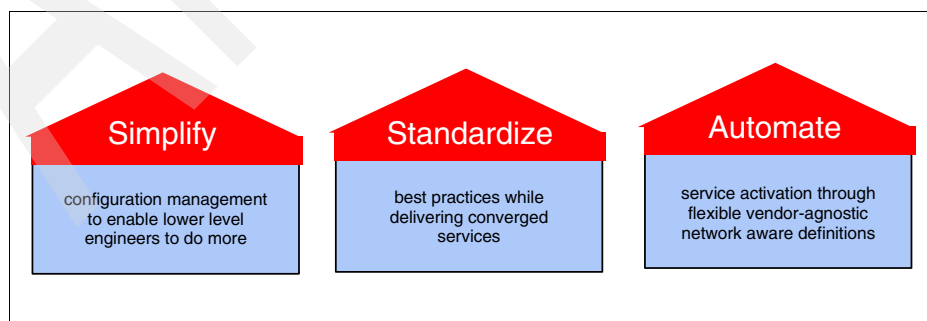 Simplify
configuration management
to enable lower level
engineers to do more
Standardize
best practices while
delivering converged
services
Automate
service activation through
flexible vendor-agnostic
network aware definitions